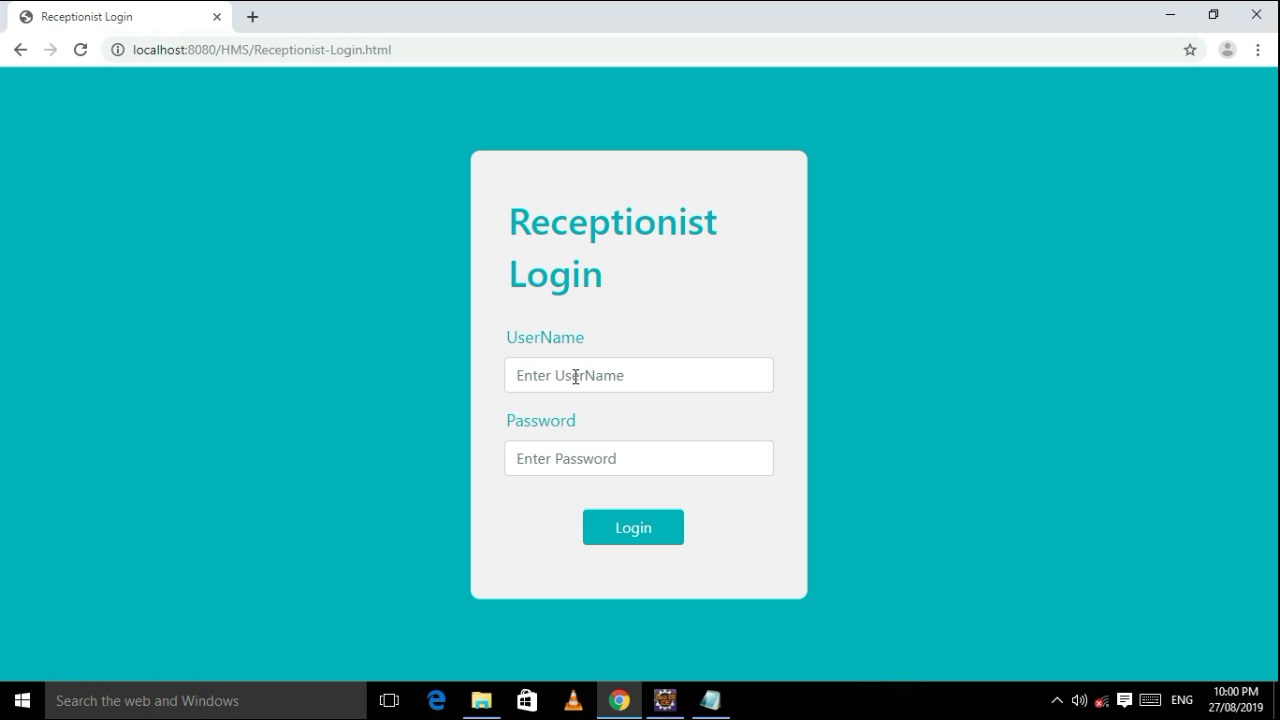 Receptionist Login
localhost:8080/HMS/Receptionist-Login.html
Receptionist
Login
UserName
Enter UserName
Password
Enter Password
Login
Search the web and Windows
ENG
10:00 PM
27/08/2019